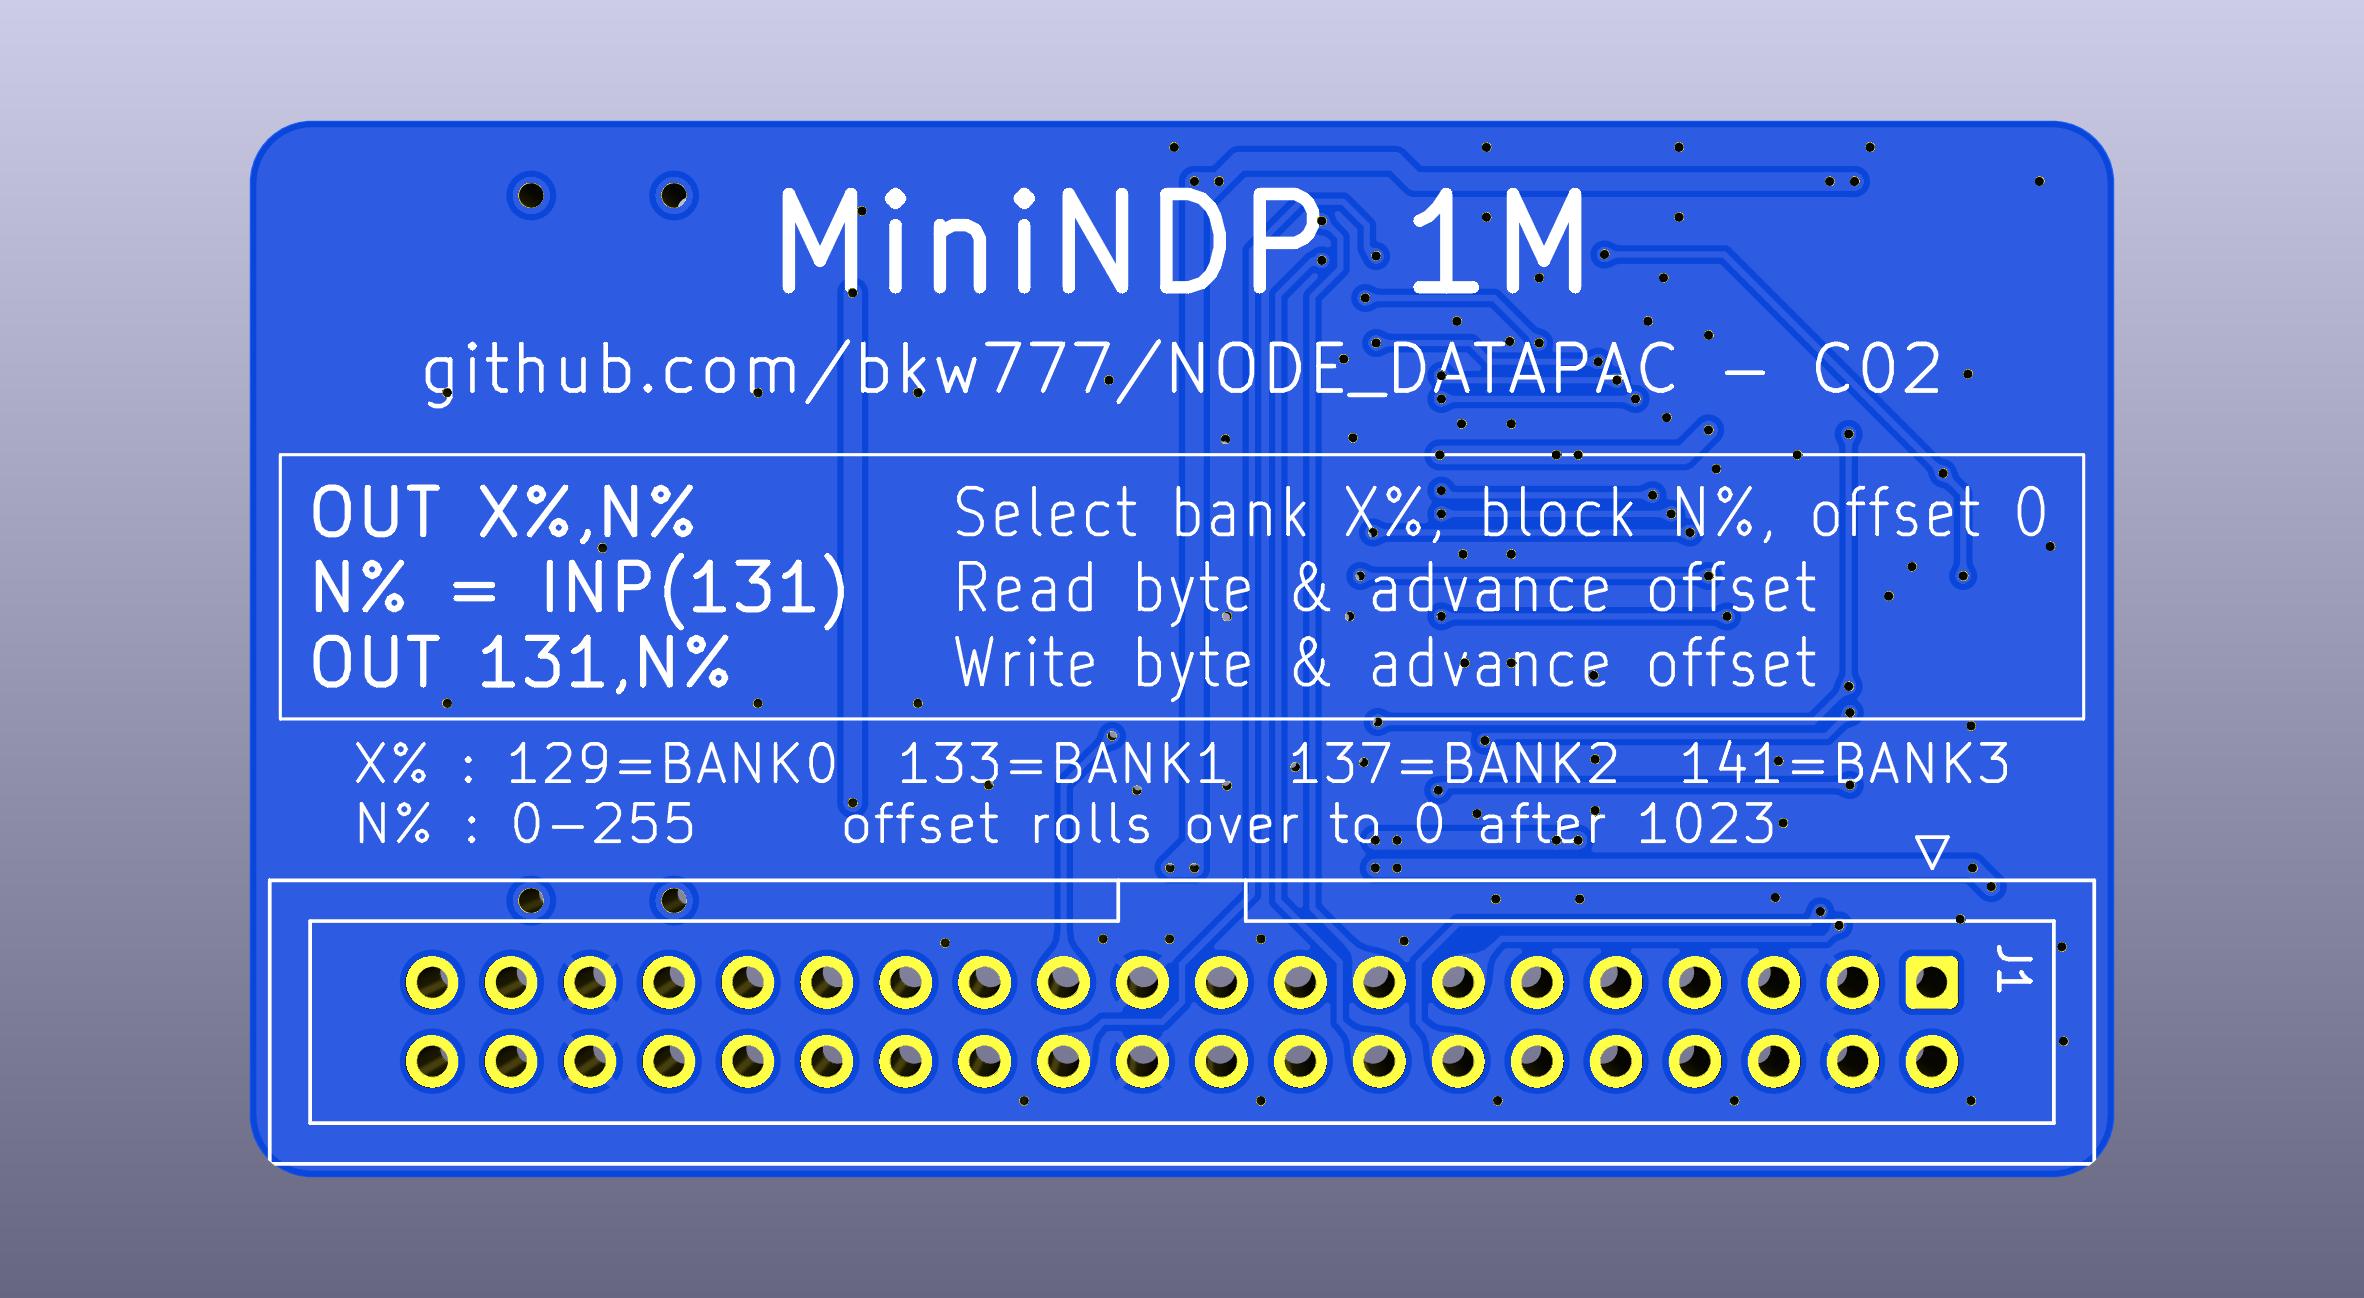 MiniNDP 1M
github.com/bkw777/NODE_DATAPAC - C02
OUT X%,N% Select bank X%, block N%, offset 0
N% = INP(131) Read byte & advance offset
OUT 131,N% Write byte & advance offset
X% : 129=BANK0 133=BANK1 137=BANK2 141=BANK3
N% : 0-255 offset rolls over to 0 after 1023
J1